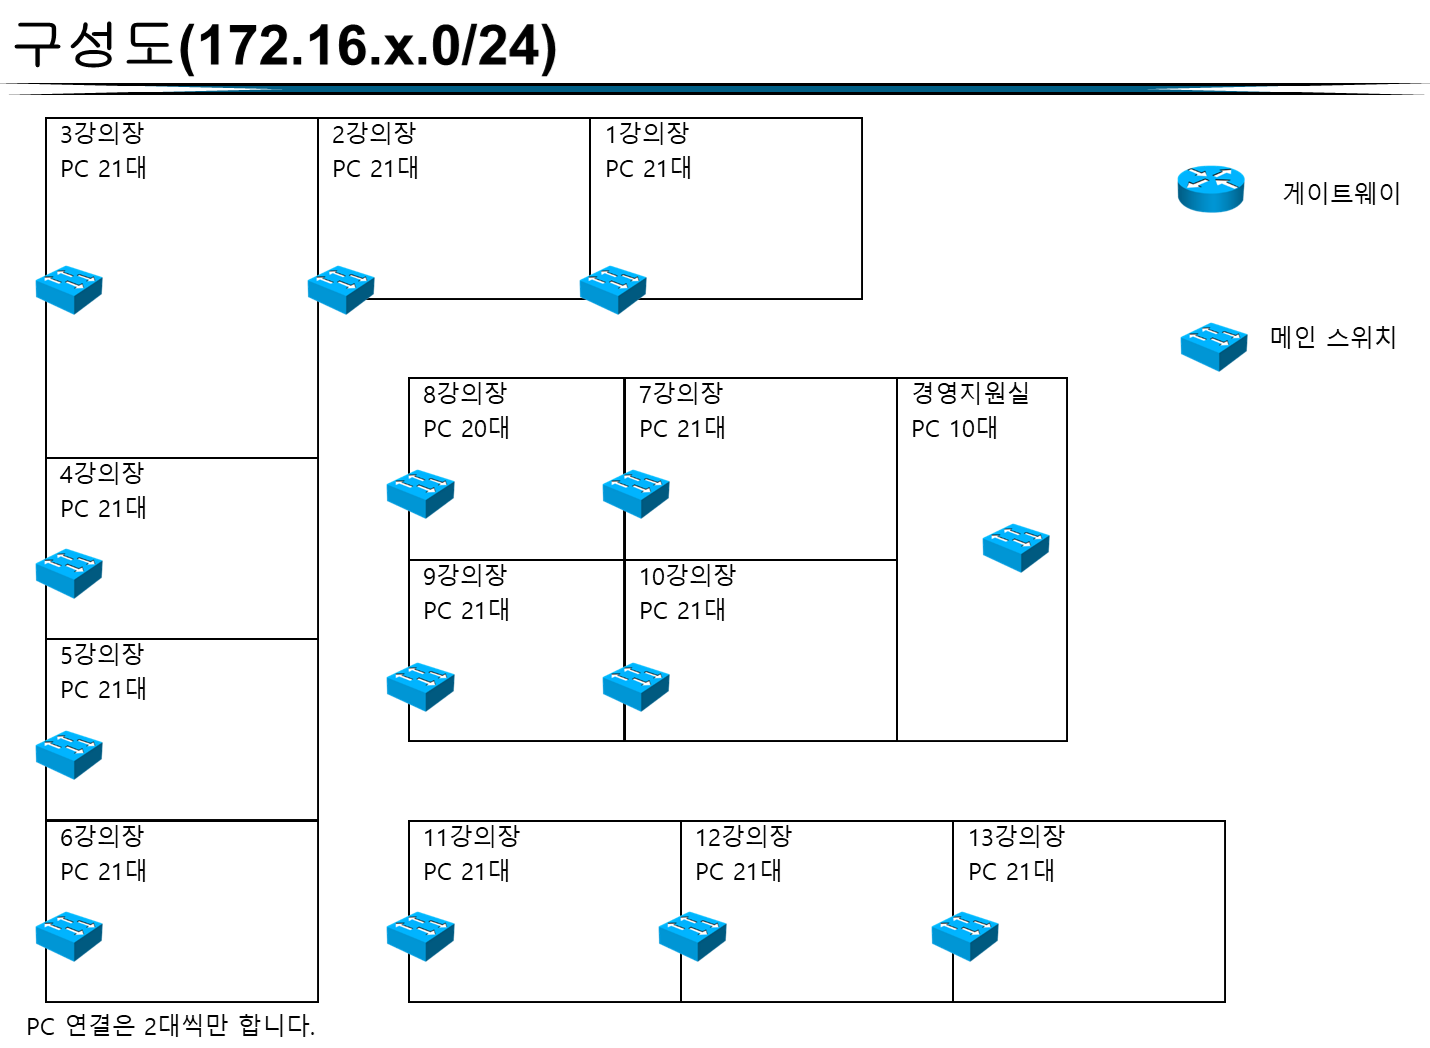 구성도(172.16.x.0/24)
3강의장
PC 21대
2강의장
PC 21대
1강의장
PC 21대
게이트웨이
메인 스위치
8강의장
PC 20대
7강의장
PC 21대
경영지원실
PC 10대
4강의장
PC 21대
9강의장
PC 21대
10강의장
PC 21대
5강의장
PC 21대
6강의장
PC 21대
11강의장
PC 21대
12강의장
PC 21대
13강의장
PC 21대
PC 연결은 2대씩만 합니다.